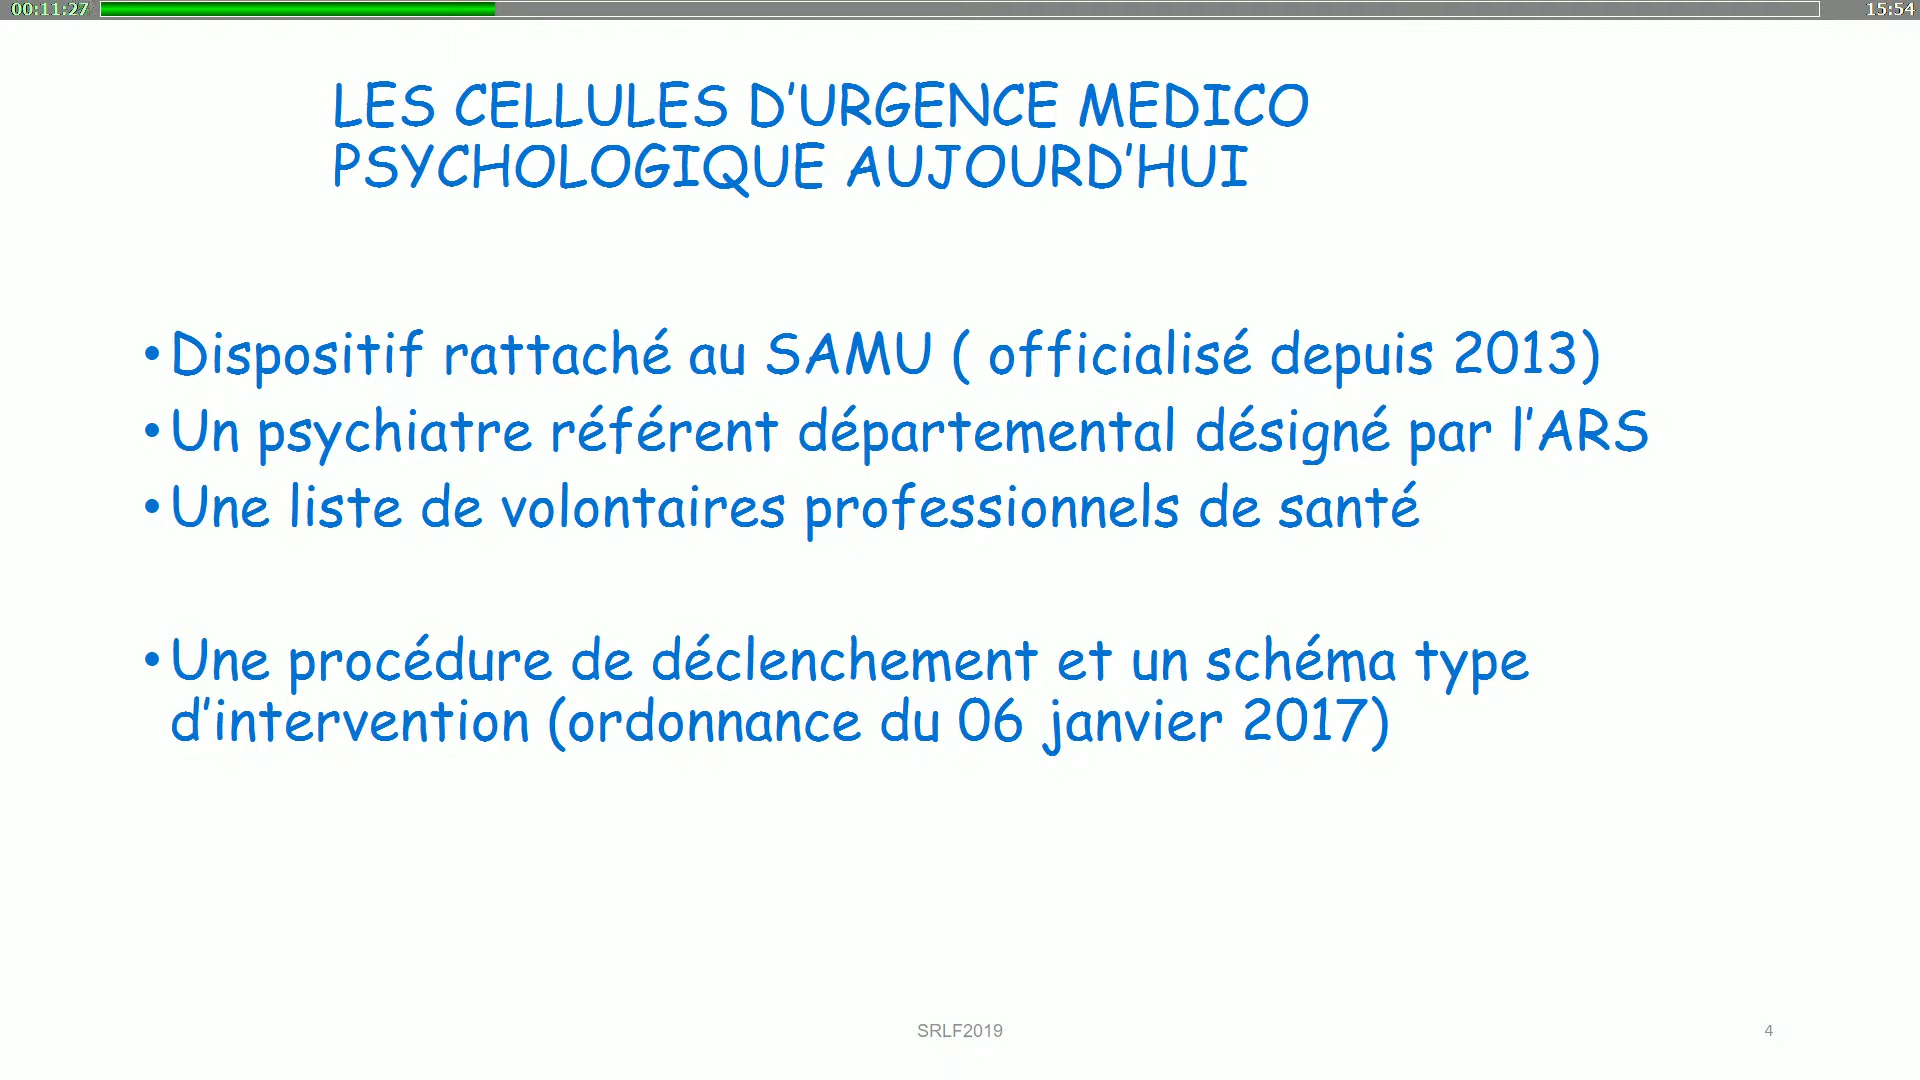 00:11:27
15:54
LES CELLULES D’URGENCE MEDICO
PSYCHOLOGIQUE AUJOURD’HUI
•Dispositif rattaché au SAMU ( officialisé depuis 2013)
•Un psychiatre référent départemental désigné par l’ARS
•Une liste de volontaires professionnels de santé
•Une procédure de déclenchement et un schéma type
d’intervention (ordonnance du 06 janvier 2017)
SRLF2019
4